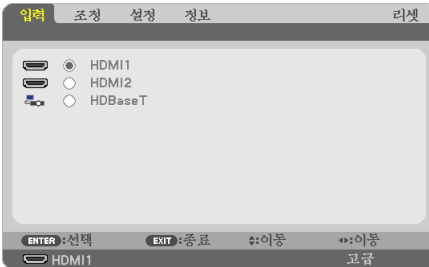 입력 조정 설정 정보 리셋
HDMI1
HDMI2
HDBaseT
ENTER :선택 EXIT :종료 :이동 :이동
HDMI1 고급